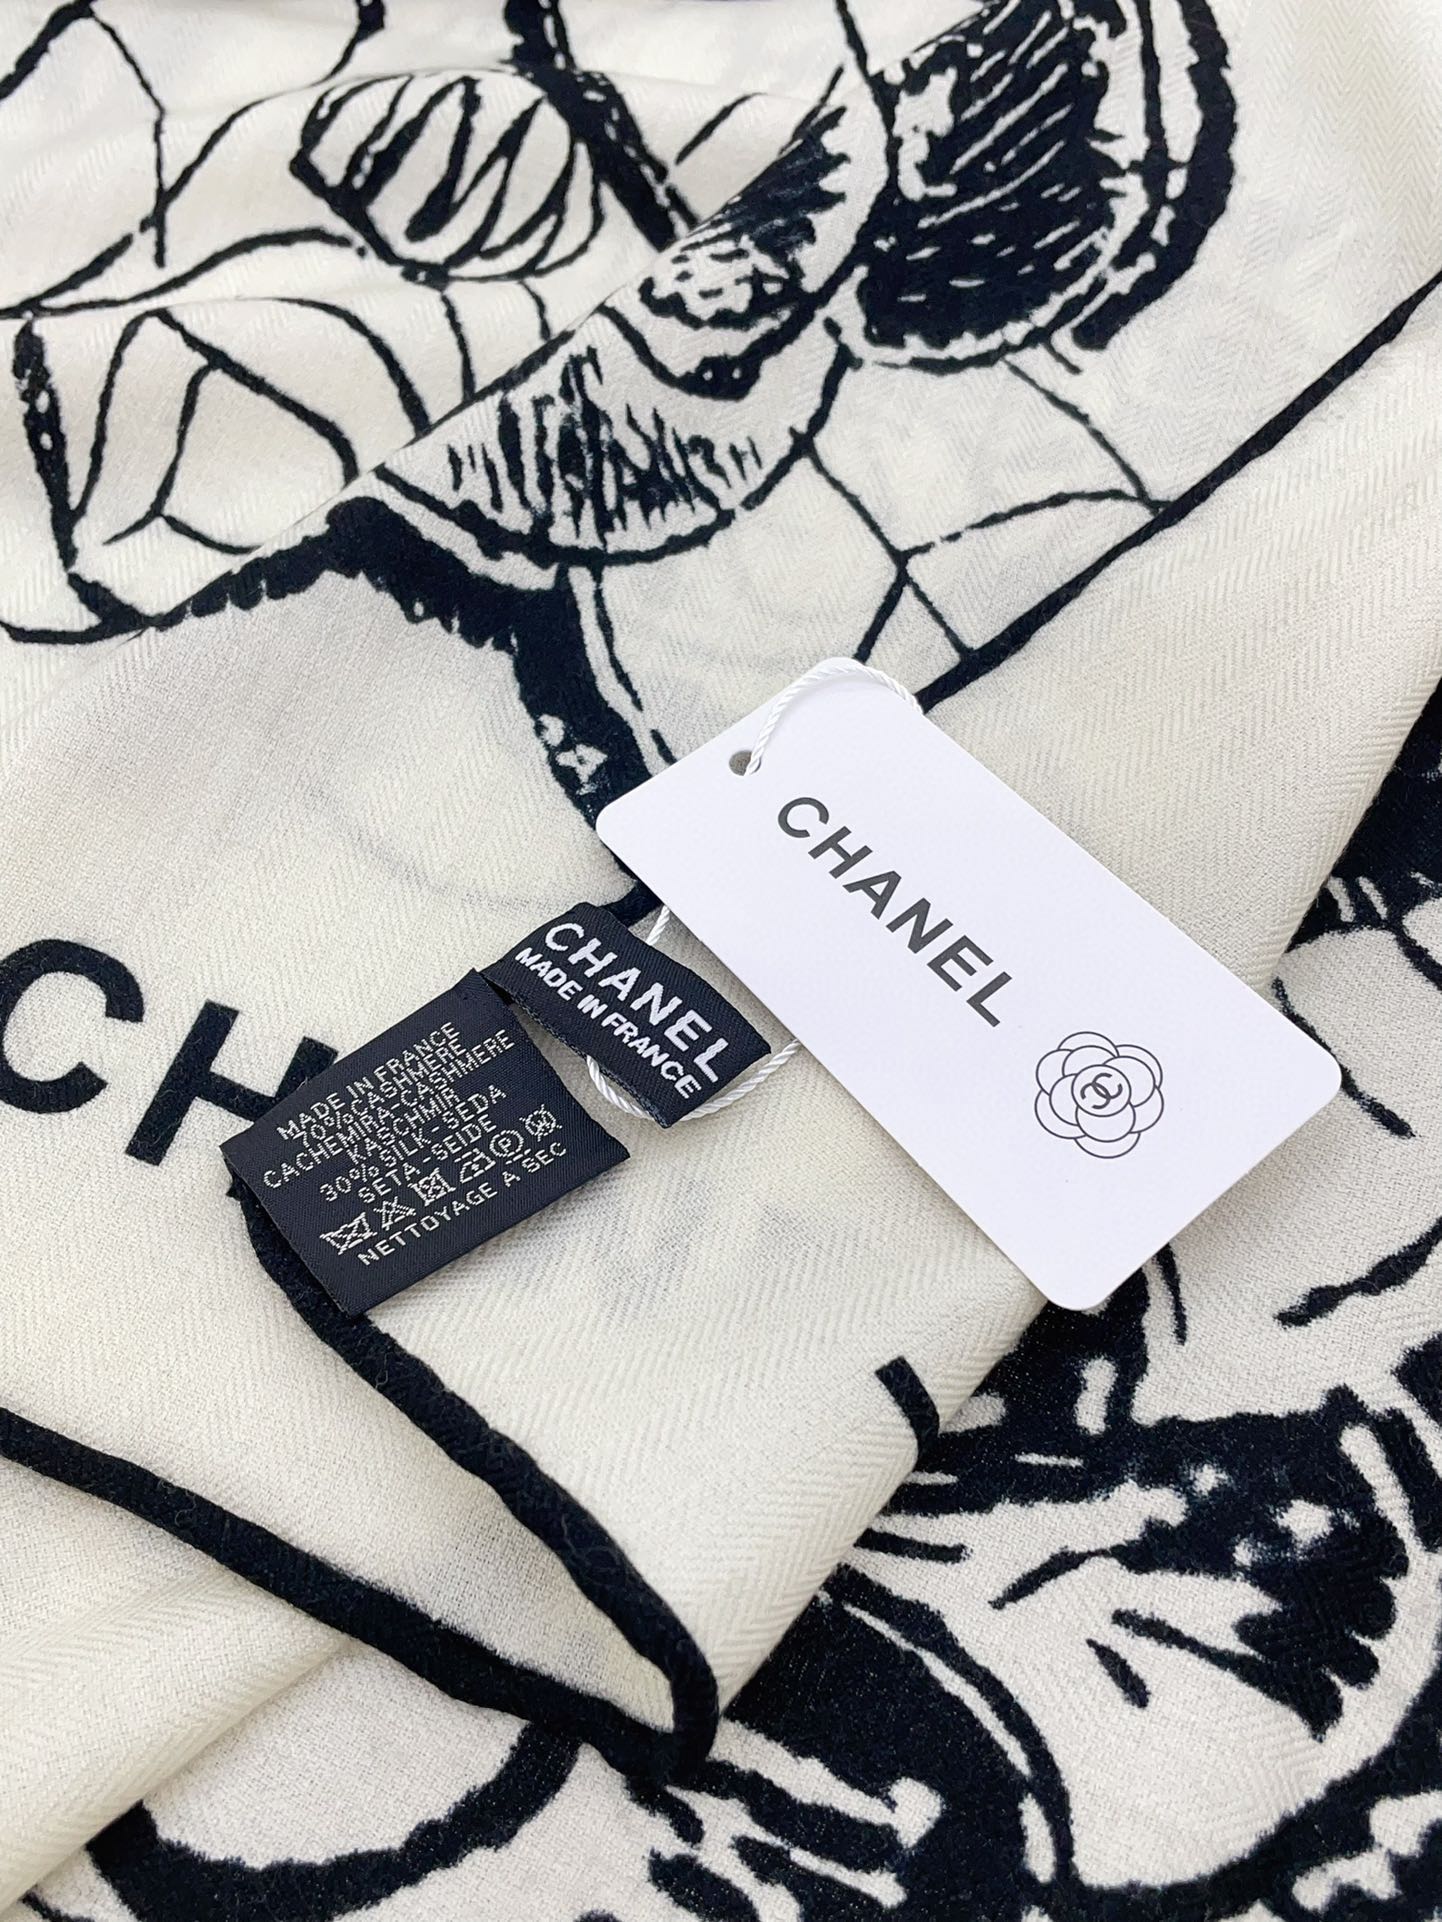 CHANEL
CHANEL
MADE IN FRANCE
MADE IN FRANCE
70%CASHMERE
CACHEMIRA-CASHMERE
KASCHMIR
30% SILK-SEDA
SETA-SEIDE
P
NETTOYAGE A SEC
CH